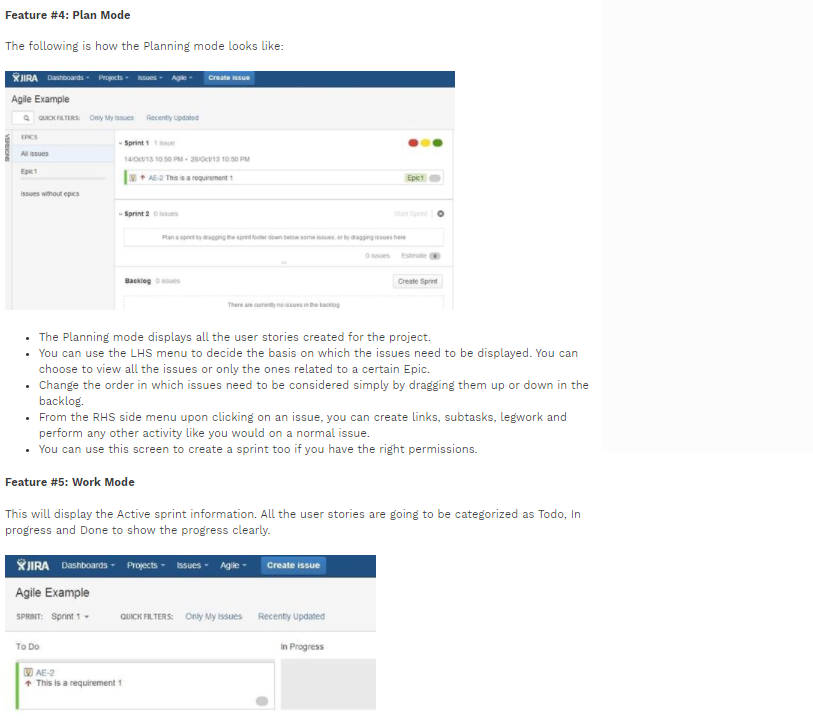 Feature #4: Plan Mode
The following is how the Planning mode looks like:
JIRA Dashboards Projects Issues Agile Create issue
Agile Example
QUICK FILTERS: Only My Issues Recently Updated
VERSIONS
EPICS
All issues
Epic 1
Issues without epics
Sprint 1 1 issue
14/Oct/13 10:50 PM - 28/Oct/13 10:50 PM
AE-2 This is a requirement 1 Epic 1
Sprint 2 0 issues Start Sprint
Plan a sprint by dragging the sprint footer down below some issues, or by dragging issues here
0 issues Estimate
Backlog 0 issues Create Sprint
There are currently no issues in the backlog
• The Planning mode displays all the user stories created for the project.
• You can use the LHS menu to decide the basis on which the issues need to be displayed. You can
choose to view all the issues or only the ones related to a certain Epic.
• Change the order in which issues need to be considered simply by dragging them up or down in the
backlog.
• From the RHS side menu upon clicking on an issue, you can create links, subtasks, legwork and
perform any other activity like you would on a normal issue.
• You can use this screen to create a sprint too if you have the right permissions.
Feature #5: Work Mode
This will display the Active sprint information. All the user stories are going to be categorized as Todo, In
progress and Done to show the progress clearly.
JIRA Dashboards Projects Issues Agile Create issue
Agile Example
SPRINT: Sprint 1 QUICK FILTERS: Only My Issues Recently Updated
To Do In Progress
AE-2
This is a requirement 1